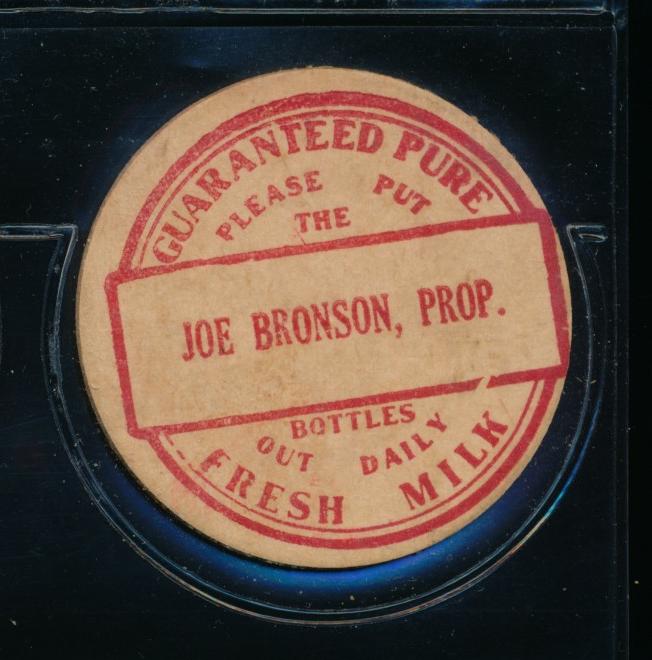 GUARANTEED PURE
PLEASE PUT
THE
JOE BRONSON, PROP.
BOTTLES
OUT DAILY
FRESH MILK